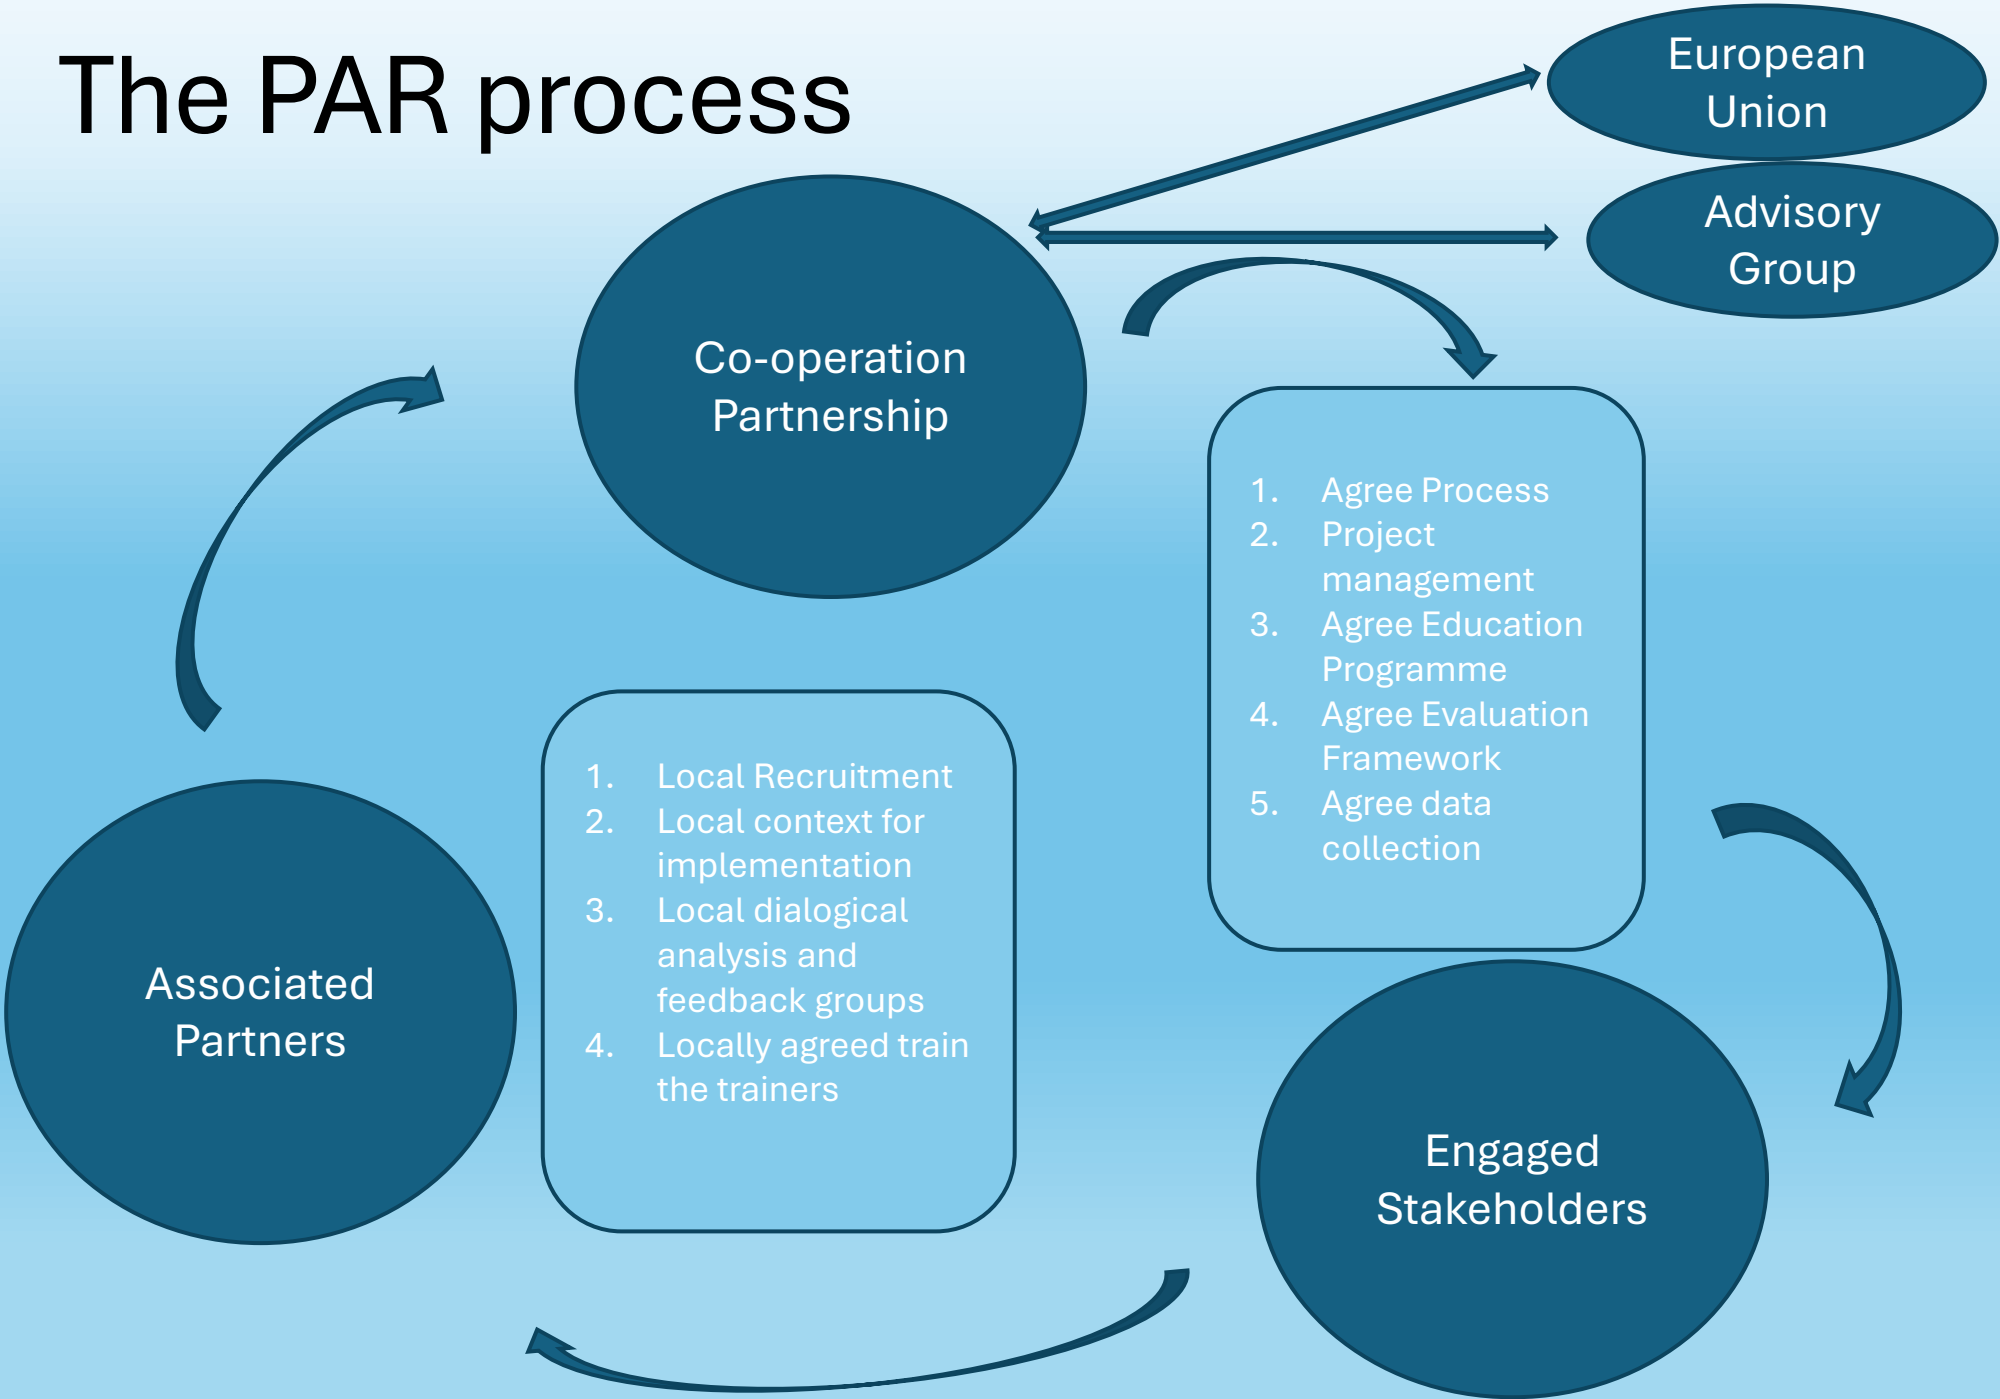 The PAR process
European
Union
Advisory
Group
Co-operation
Partnership
1. Agree Process
2. Project
management
3. Agree Education
Programme
4. Agree Evaluation
Framework
5. Agree data
collection
1. Local Recruitment
2. Local context for
implementation
3. Local dialogical
analysis and
feedback groups
4. Locally agreed train
the trainers
Associated
Partners
Engaged
Stakeholders